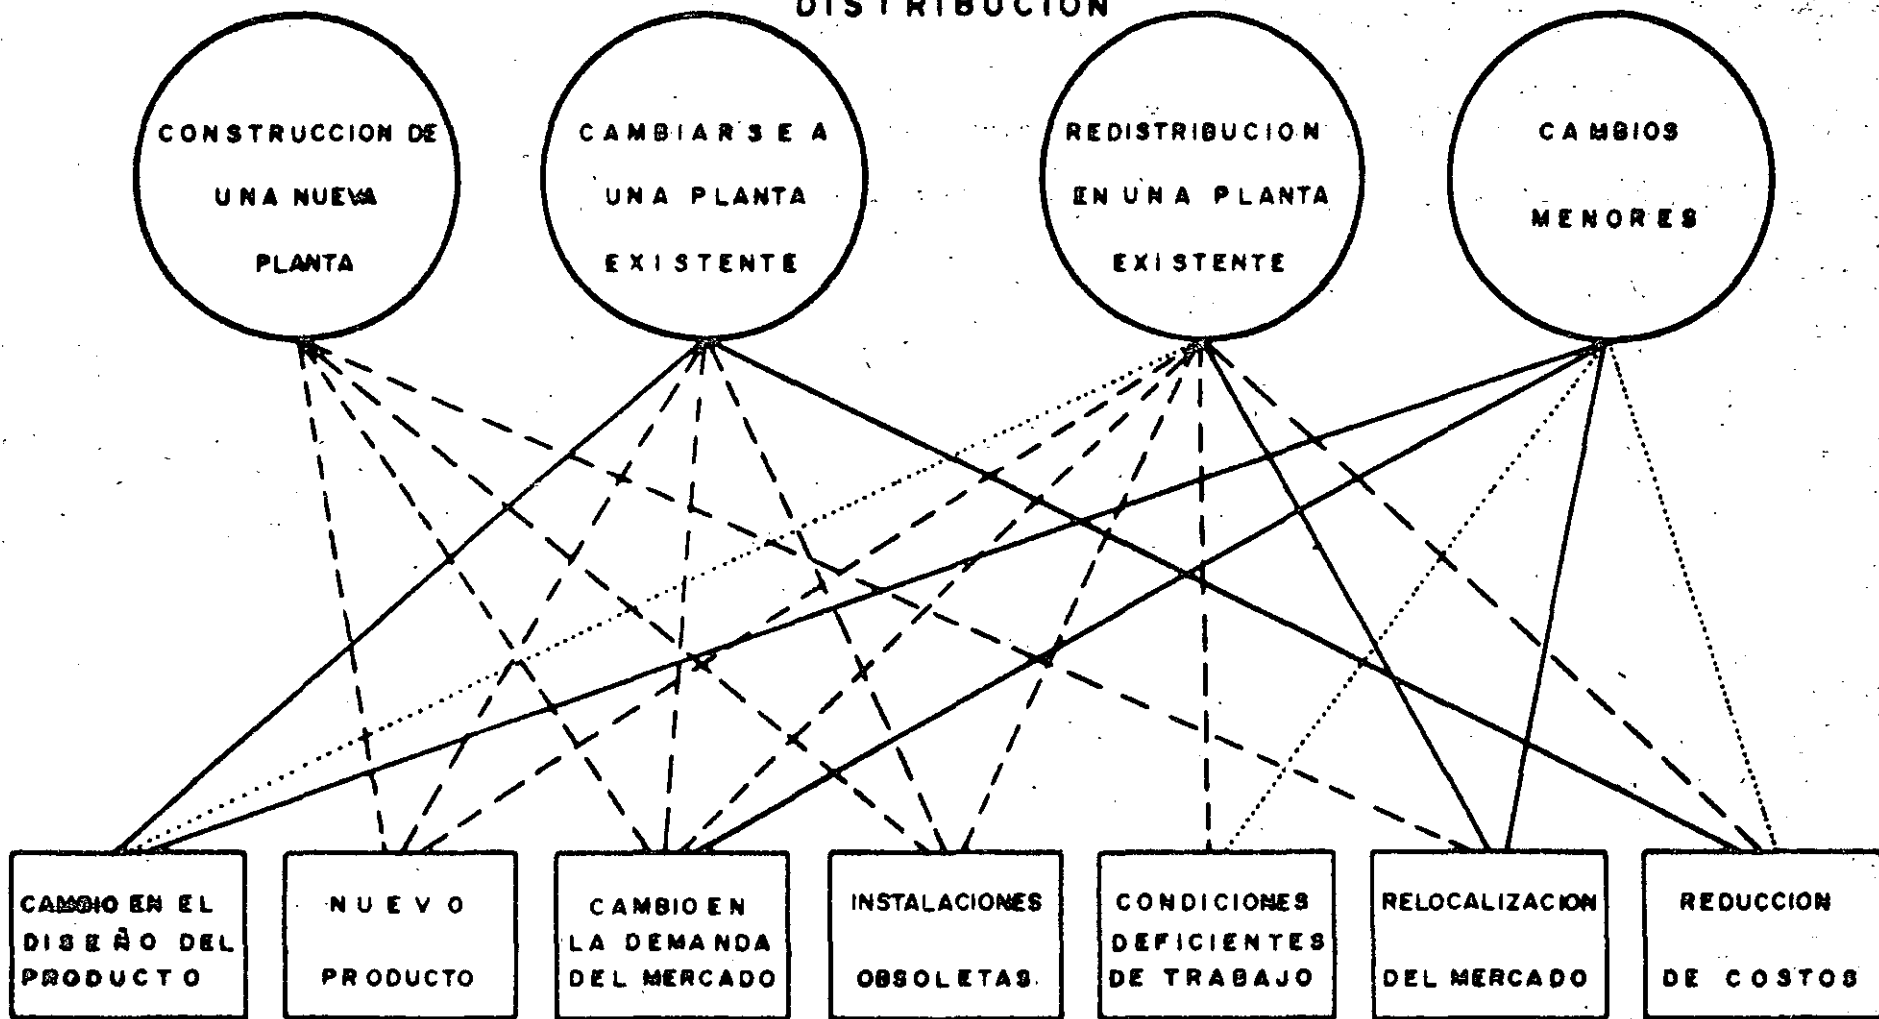 DISTRIBUCION
CONSTRUCCION DE
UNA NUEVA
PLANTA
CAMBIARSE A
UNA PLANTA
EXISTENTE
REDISTRIBUCION
EN UNA PLANTA
EXISTENTE
CAMBIOS
MENORES
CAMBIO EN EL
DISEÑO DEL
PRODUCTO
NUEVO
PRODUCTO
CAMBIO EN
LA DEMANDA
DEL MERCADO
INSTALACIONES
OBSOLETAS.
CONDICIONES
DEFICIENTES
DE TRABAJO
RELOCALIZACION
DEL MERCADO
REDUCCION
DE COSTOS